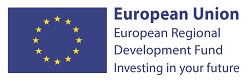 European Union
European Regional
Development Fund
Investing in your future